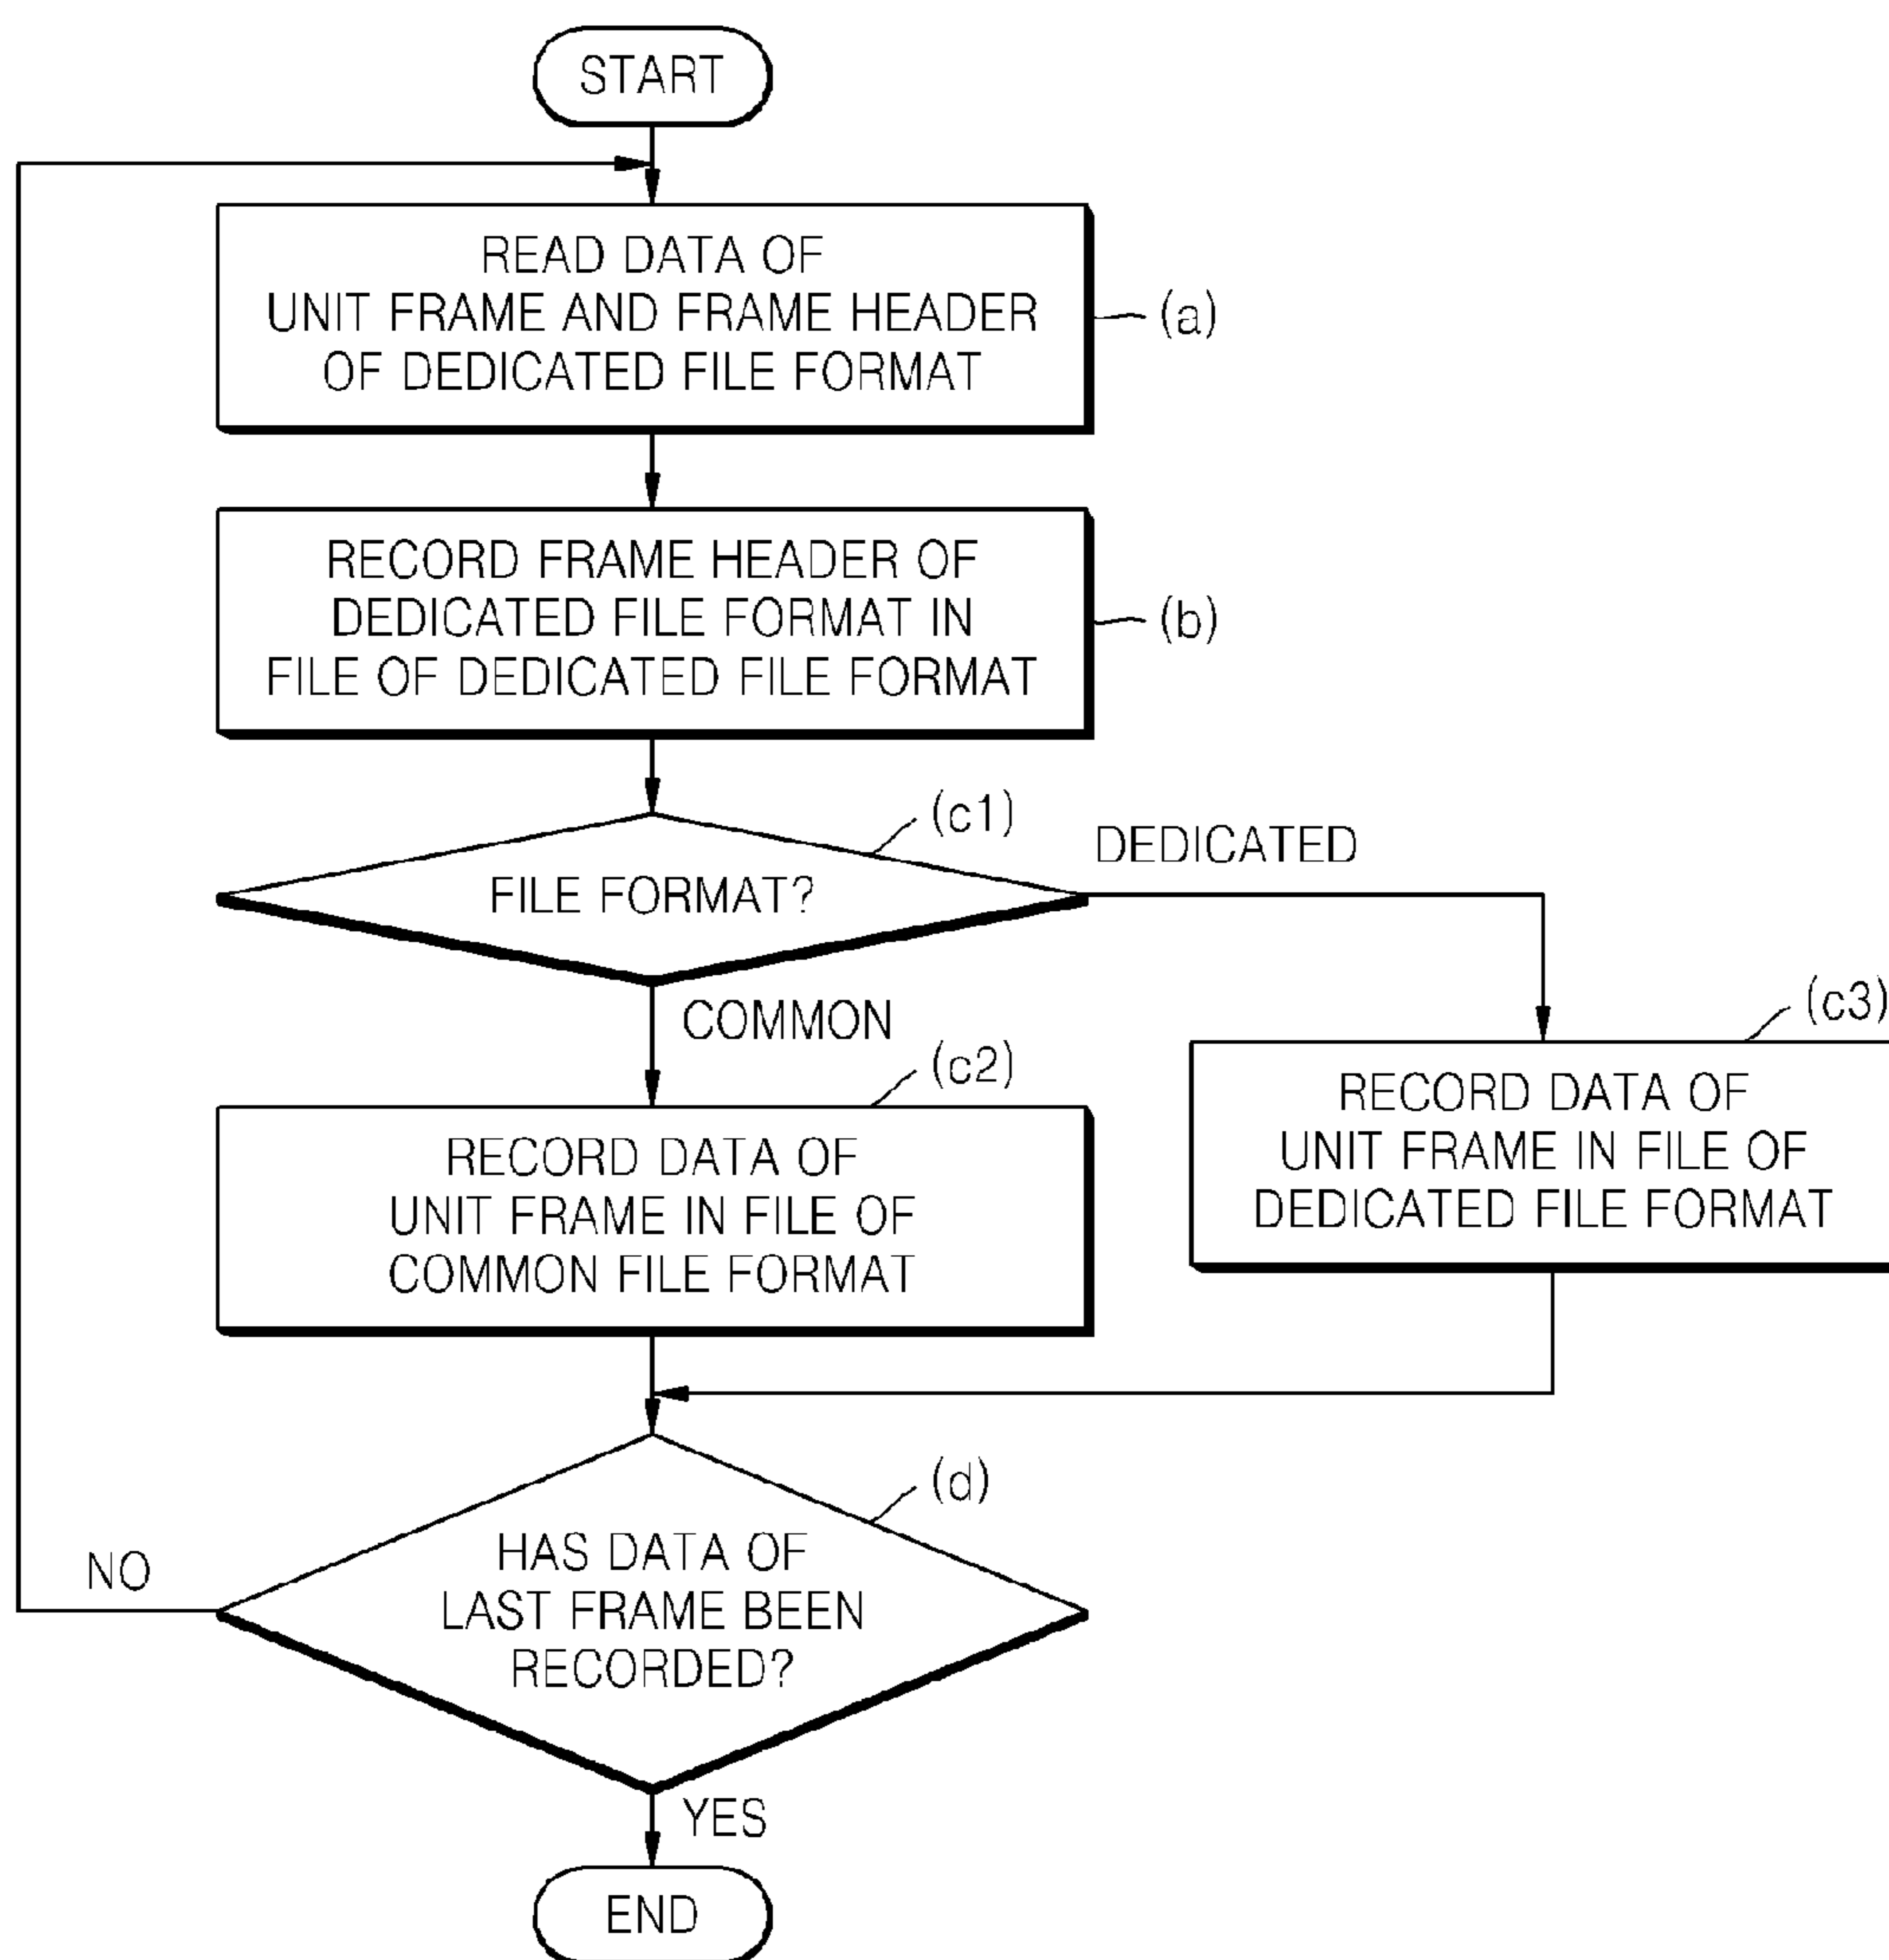 START
READ DATA OF
UNIT FRAME AND FRAME HEADER
OF DEDICATED FILE FORMAT
(a)
RECORD FRAME HEADER OF
DEDICATED FILE FORMAT IN
FILE OF DEDICATED FILE FORMAT
(b)
(c1)
FILE FORMAT?
DEDICATED
COMMON
(c2)
RECORD DATA OF
UNIT FRAME IN FILE OF
COMMON FILE FORMAT
(c3)
RECORD DATA OF
UNIT FRAME IN FILE OF
DEDICATED FILE FORMAT
(d)
HAS DATA OF
LAST FRAME BEEN
RECORDED?
NO
YES
END